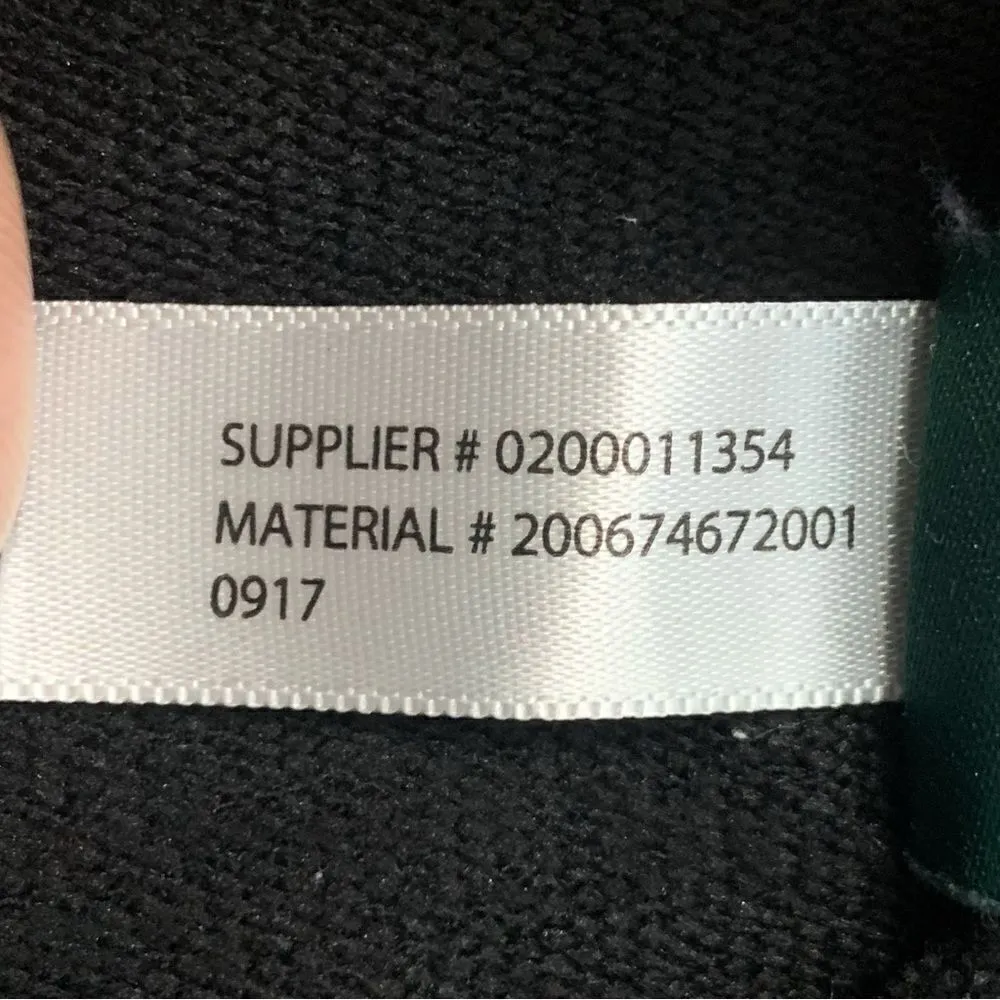 SUPPLIER # 0200011354
MATERIAL # 200674672001
0917